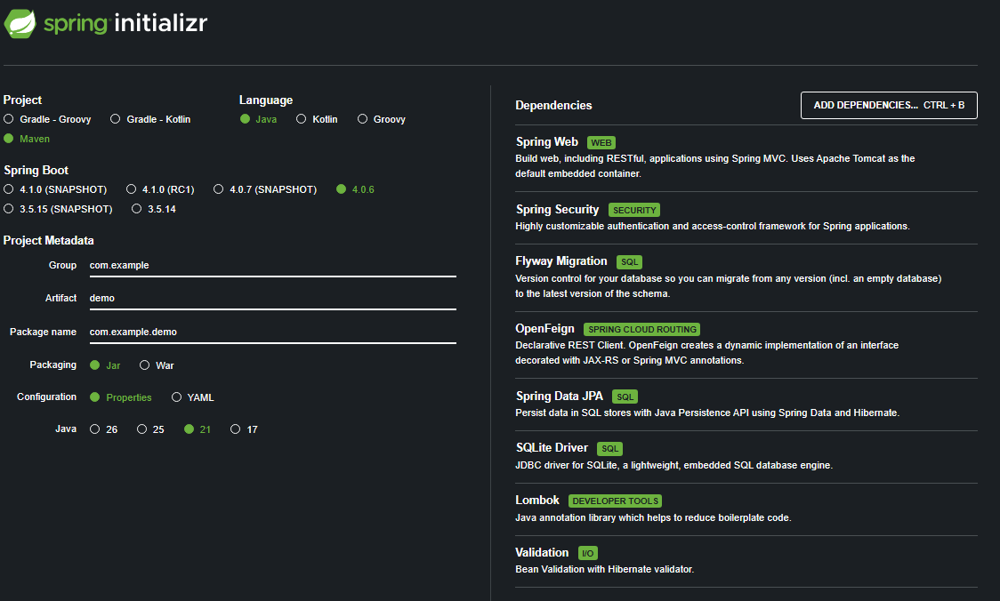 spring initializr
Project
Gradle - Groovy Gradle - Kotlin
Maven
Language
Java Kotlin Groovy
Spring Boot
4.1.0 (SNAPSHOT) 4.1.0 (RC1) 4.0.7 (SNAPSHOT) 4.0.6
3.5.15 (SNAPSHOT) 3.5.14
Project Metadata
Group com.example
Artifact demo
Package name com.example.demo
Packaging Jar War
Configuration Properties YAML
Java 26 25 21 17
Dependencies
ADD DEPENDENCIES... CTRL + B
Spring Web WEB
Build web, including RESTful, applications using Spring MVC. Uses Apache Tomcat as the
default embedded container.
Spring Security SECURITY
Highly customizable authentication and access-control framework for Spring applications.
Flyway Migration SQL
Version control for your database so you can migrate from any version (incl. an empty database)
to the latest version of the schema.
OpenFeign SPRING CLOUD ROUTING
Declarative REST Client. OpenFeign creates a dynamic implementation of an interface
decorated with JAX-RS or Spring MVC annotations.
Spring Data JPA SQL
Persist data in SQL stores with Java Persistence API using Spring Data and Hibernate.
SQLite Driver SQL
JDBC driver for SQLite, a lightweight, embedded SQL database engine.
Lombok DEVELOPER TOOLS
Java annotation library which helps to reduce boilerplate code.
Validation I/O
Bean Validation with Hibernate validator.